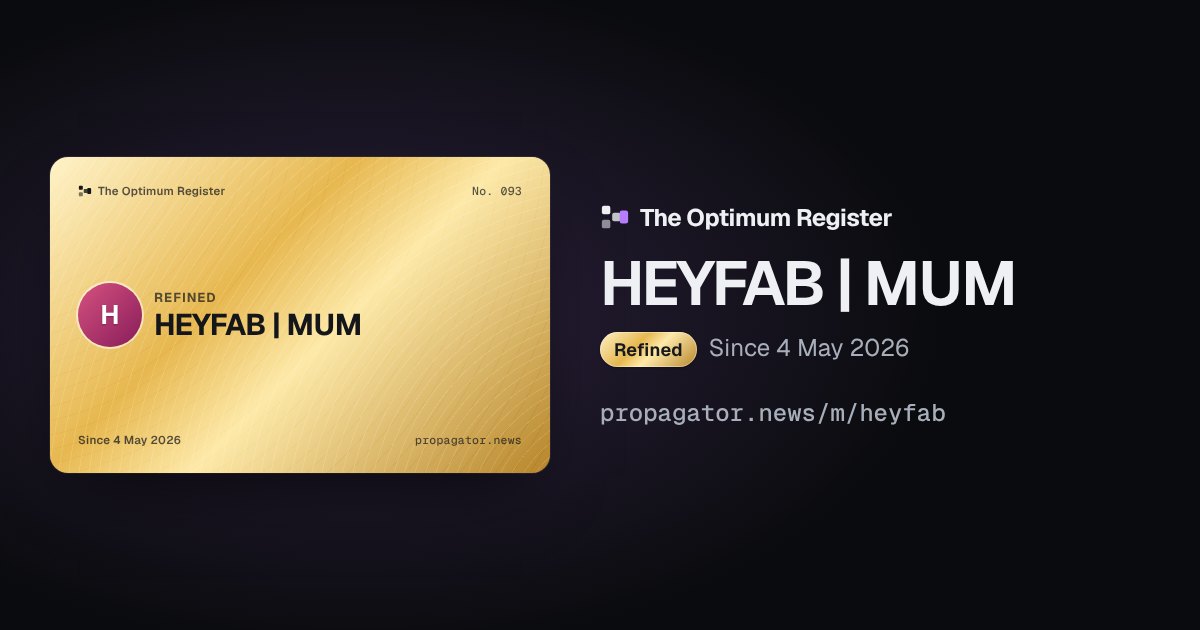 The Optimum Register
No. 093
H
REFINED
HEYFAB | MUM
Since 4 May 2026
propagator.news
The Optimum Register
HEYFAB | MUM
Refined
Since 4 May 2026
propagator.news/m/heyfab